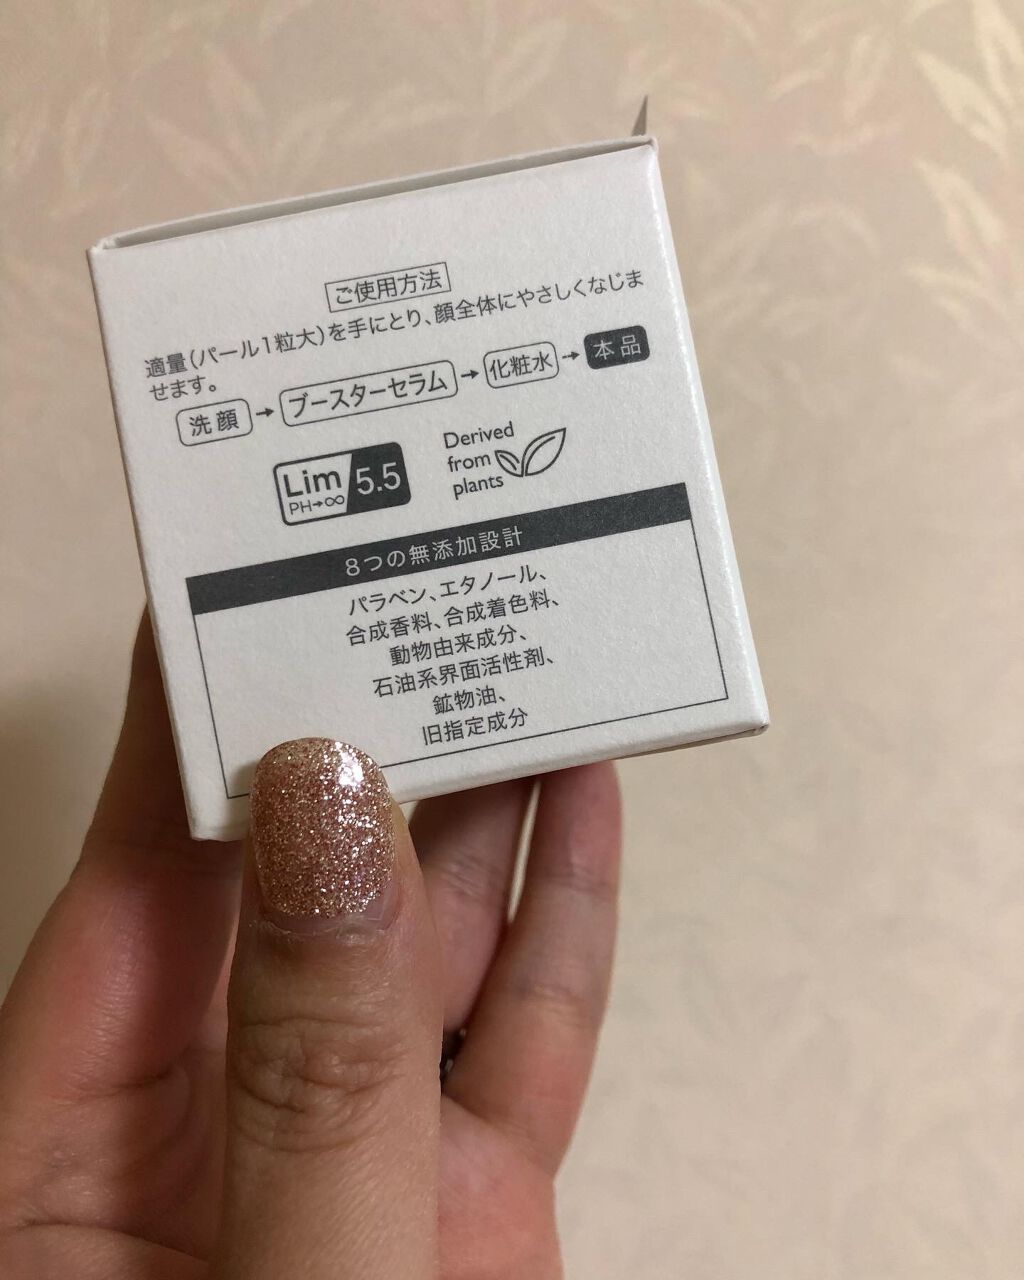 ご使用方法
適量(パール1粒大)を手にとり、顔全体にやさしくなじま
せます。
洗顔→ブースターセラム→化粧水→本品
Lim 5.5
PH→∞
Derived
from
plants
8つの無添加設計
パラベン、エタノール、
合成香料、合成着色料、
動物由来成分、
石油系界面活性剤、
鉱物油、
旧指定成分